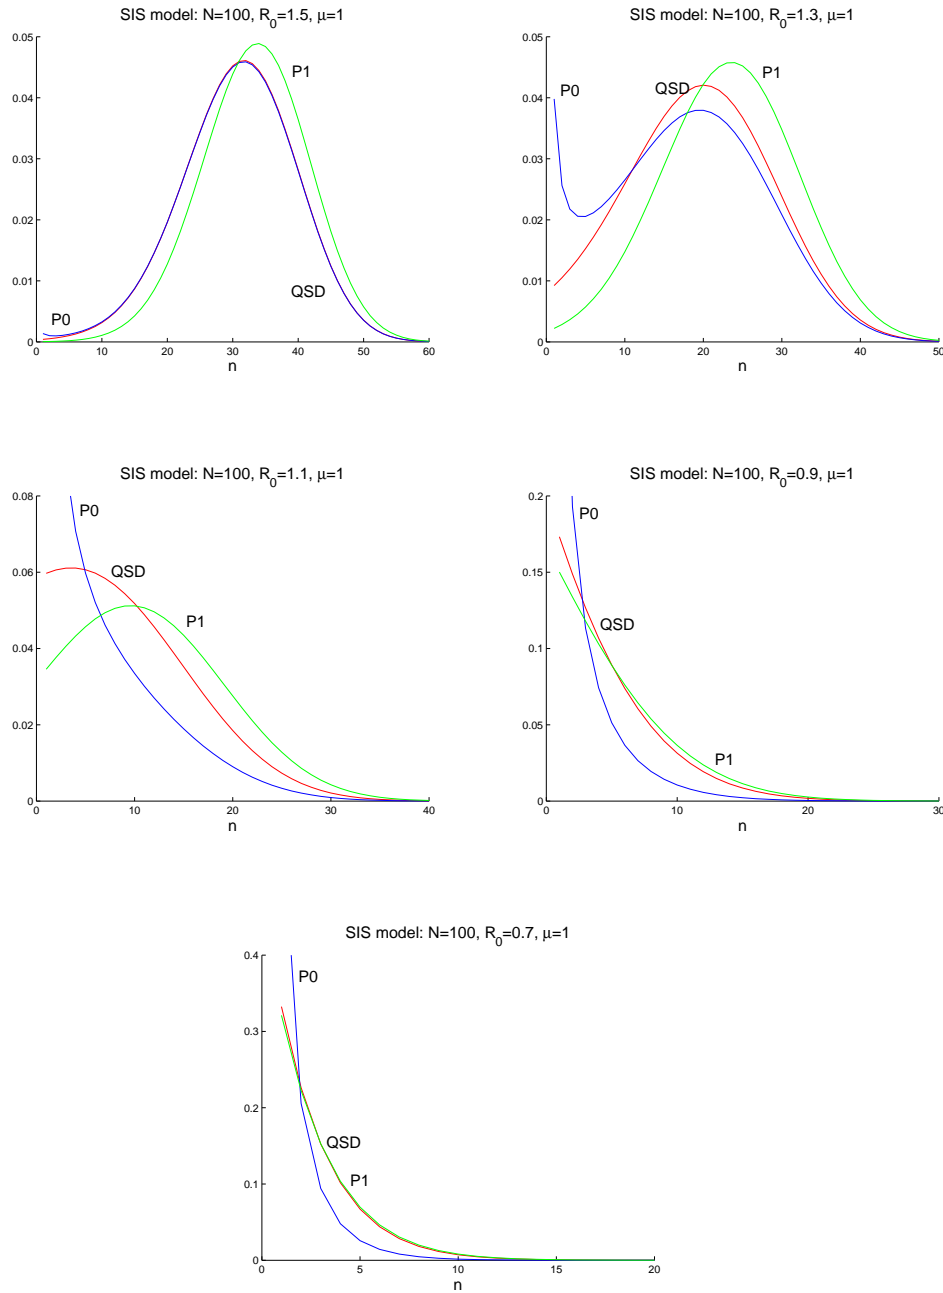 SIS model: N=100, R0=1.5, μ=1
0.05
0.04
0.03
0.02
0.01
0
P1
QSD
P0
0 10 20 30 40 50 60
n
SIS model: N=100, R0=1.3, μ=1
0.05
0.04
0.03
0.02
0.01
0
P0
QSD
P1
0 10 20 30 40 50
n
SIS model: N=100, R0=1.1, μ=1
0.08
0.06
0.04
0.02
0
P0
QSD
P1
0 10 20 30 40
n
SIS model: N=100, R0=0.9, μ=1
0.2
0.15
0.1
0.05
0
P0
QSD
P1
0 10 20 30
n
SIS model: N=100, R0=0.7, μ=1
0.4
0.3
0.2
0.1
0
P0
QSD
P1
0 5 10 15 20
n